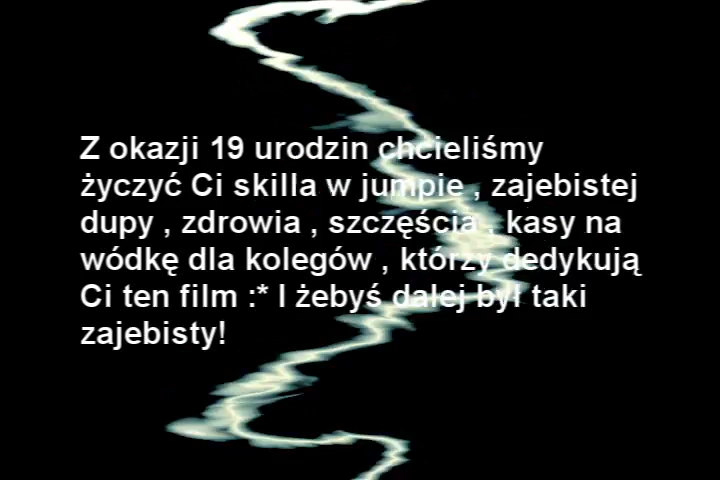 Z okazji 19 urodzin chcieliśmy
życzyć Ci skilla w jumpie , zajebistej
dupy , zdrowia , szczęścia , kasy na
wódkę dla kolegów , którzy dedykują
Ci ten film :* I żebyś dalej był taki
zajebisty!